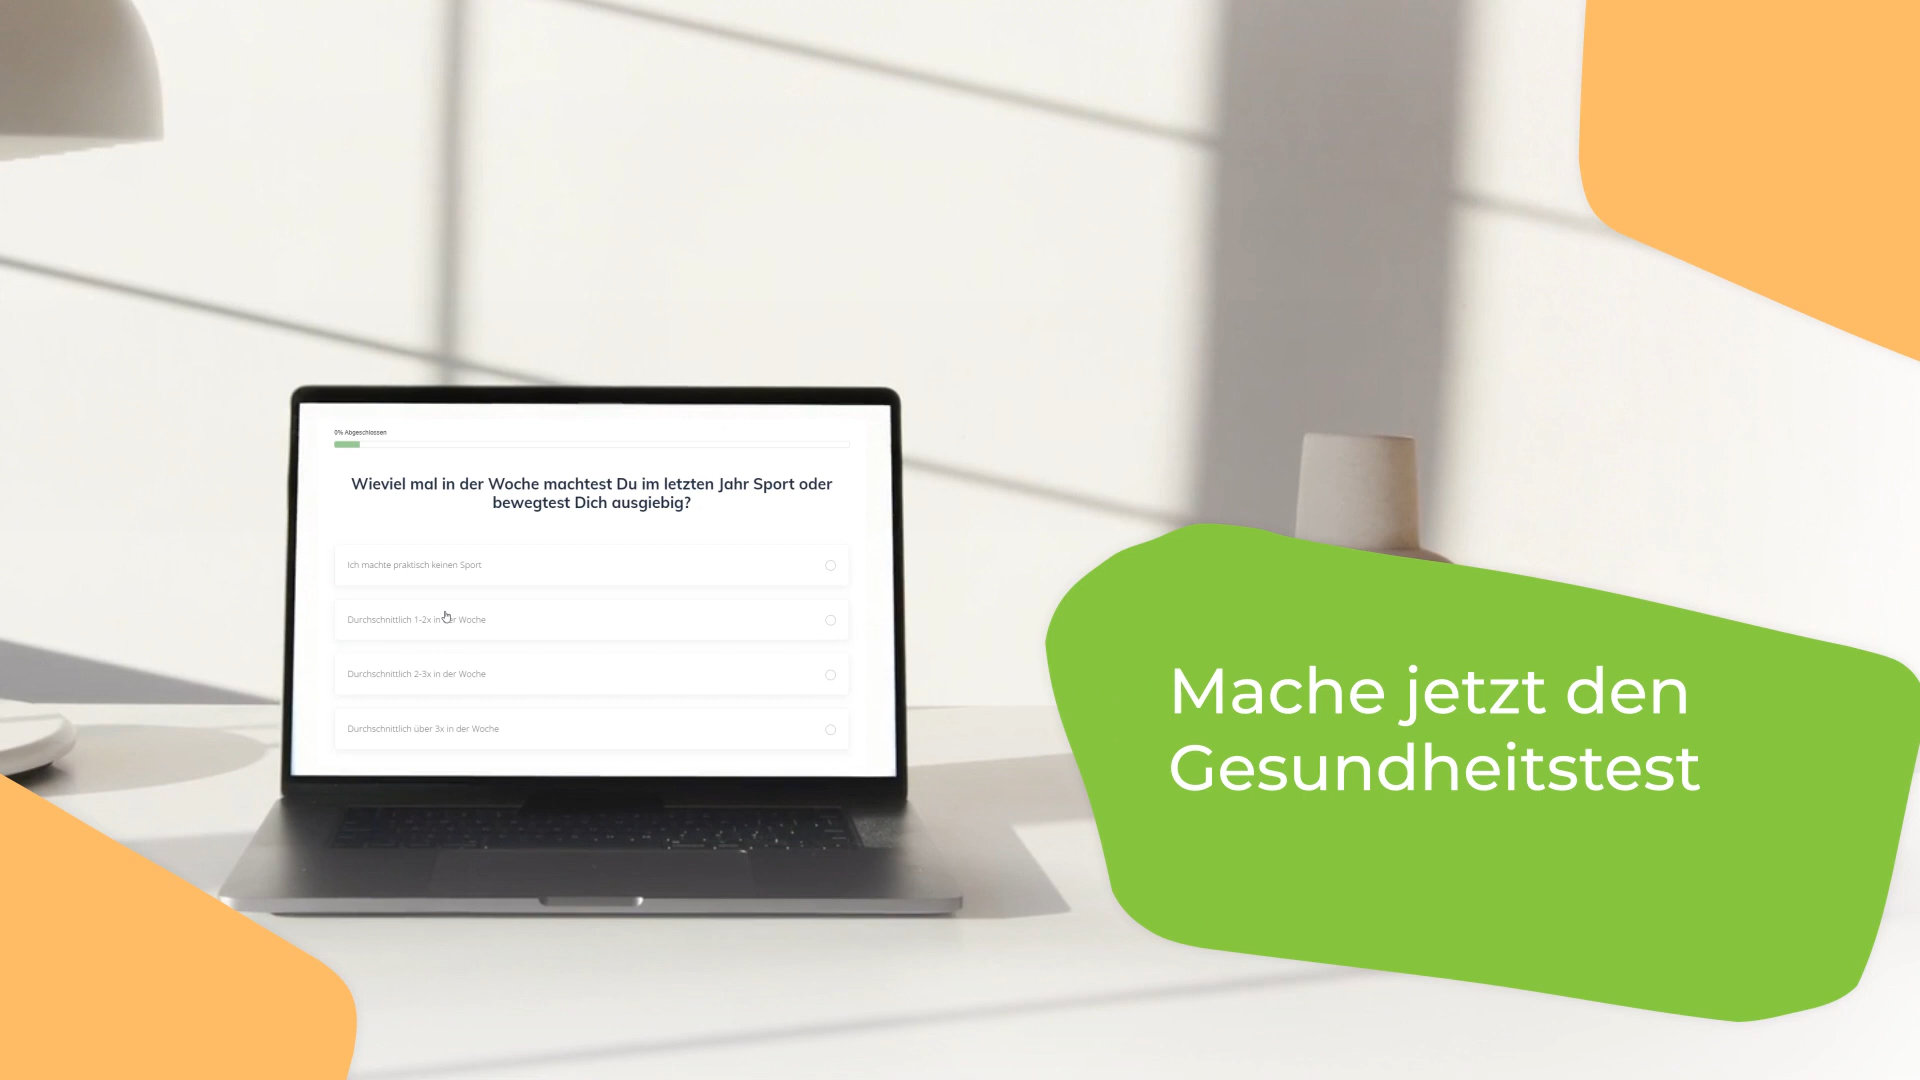 0% Abgeschlossen
Wieviel mal in der Woche machtest Du im letzten Jahr Sport oder
bewegtest Dich ausgiebig?
Ich machte praktisch keinen Sport
Durchschnittlich 1-2x in der Woche
Durchschnittlich 2-3x in der Woche
Durchschnittlich über 3x in der Woche
Mache jetzt den
Gesundheitstest